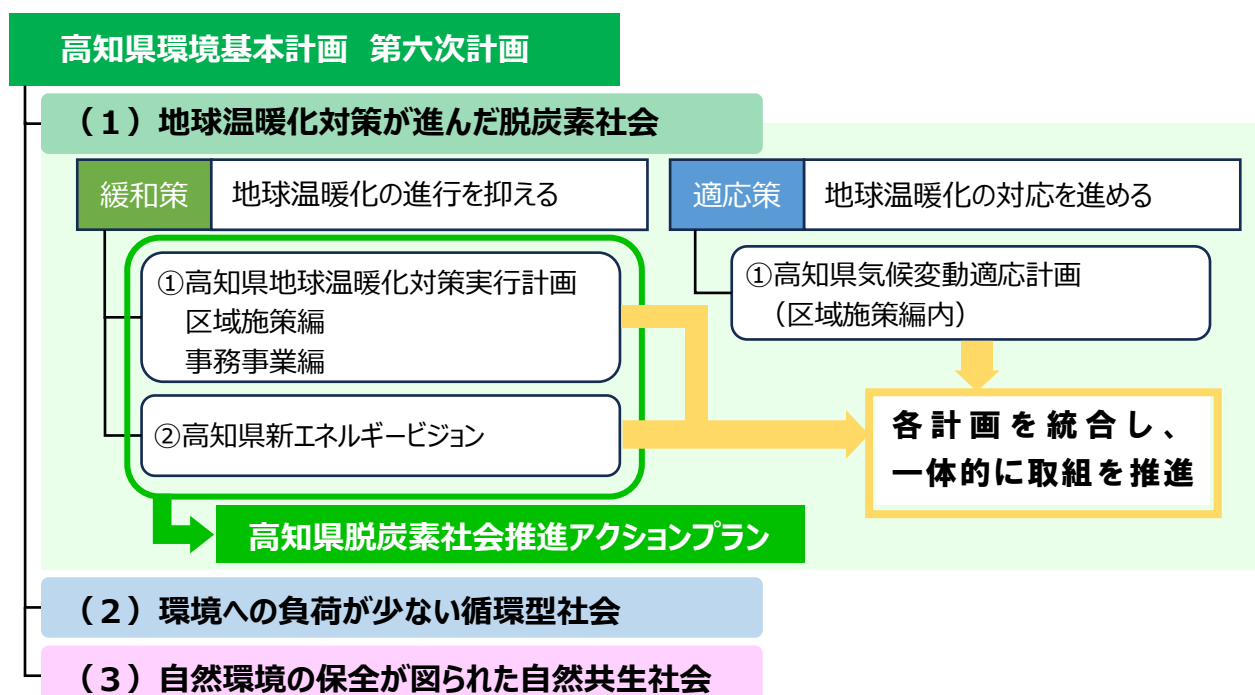 高知県環境基本計画 第六次計画
（１）地球温暖化対策が進んだ脱炭素社会
緩和策 地球温暖化の進行を抑える
適応策 地球温暖化の対応を進める
①高知県地球温暖化対策実行計画
区域施策編
事務事業編
②高知県新エネルギービジョン
①高知県気候変動適応計画
（区域施策編内）
各計画を統合し、
一体的に取組を推進
高知県脱炭素社会推進アクションプラン
（２）環境への負荷が少ない循環型社会
（３）自然環境の保全が図られた自然共生社会